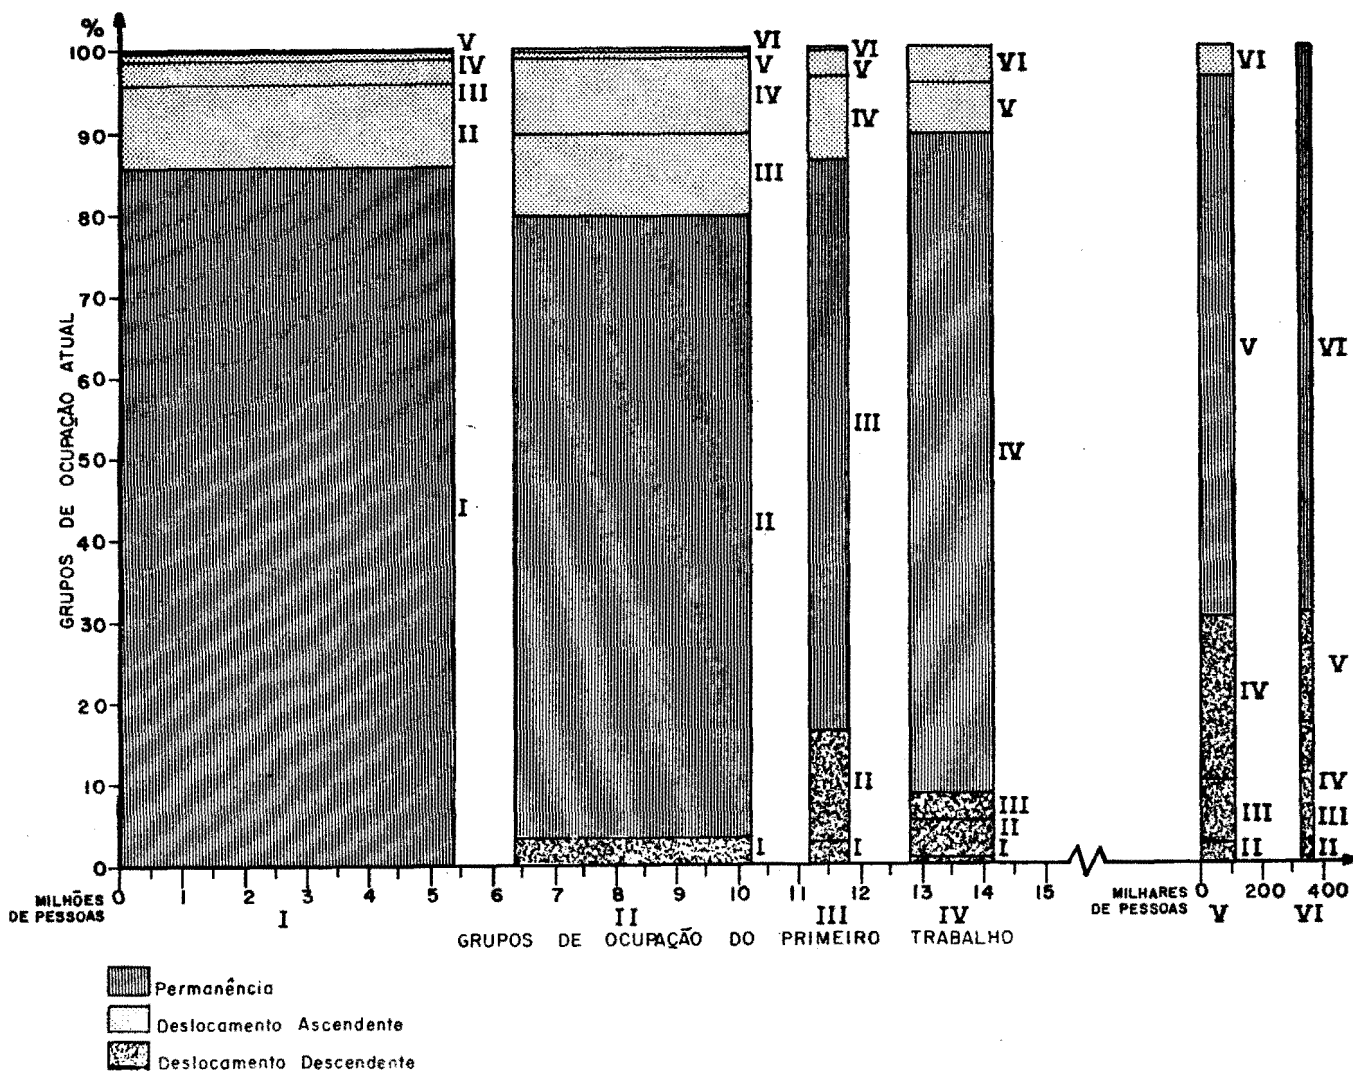 %
100
90
80
70
60
50
40
30
20
10
0
GRUPOS DE OCUPAÇÃO ATUAL
V
IV
III
II
I
VI
V
IV
III
II
I
VI
V
IV
III
II
I
VI
V
IV
III
II
I
VI
V
IV
III
II
VI
V
IV
III
II
MILHÕES DE PESSOAS
0 1 2 3 4 5 6 7 8 9 10 11 12 13 14 15
MILHARES DE PESSOAS
0 200 400
I II III IV V VI
GRUPOS DE OCUPAÇÃO DO PRIMEIRO TRABALHO
Permanência
Deslocamento Ascendente
Deslocamento Descendente